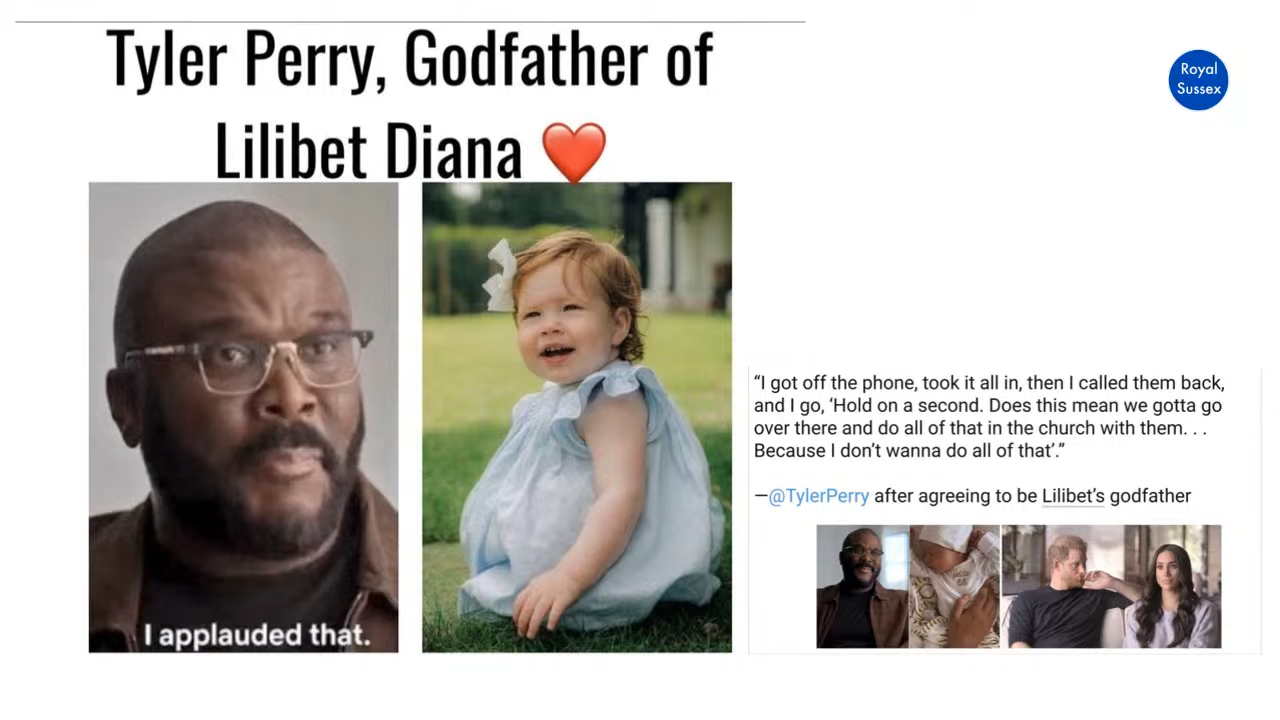 Tyler Perry, Godfather of
Lilibet Diana ❤️
Royal
Sussex
I applauded that.
“I got off the phone, took it all in, then I called them back,
and I go, ‘Hold on a second. Does this mean we gotta go
over there and do all of that in the church with them. . .
Because I don’t wanna do all of that’.”
—@TylerPerry after agreeing to be Lilibet’s godfather